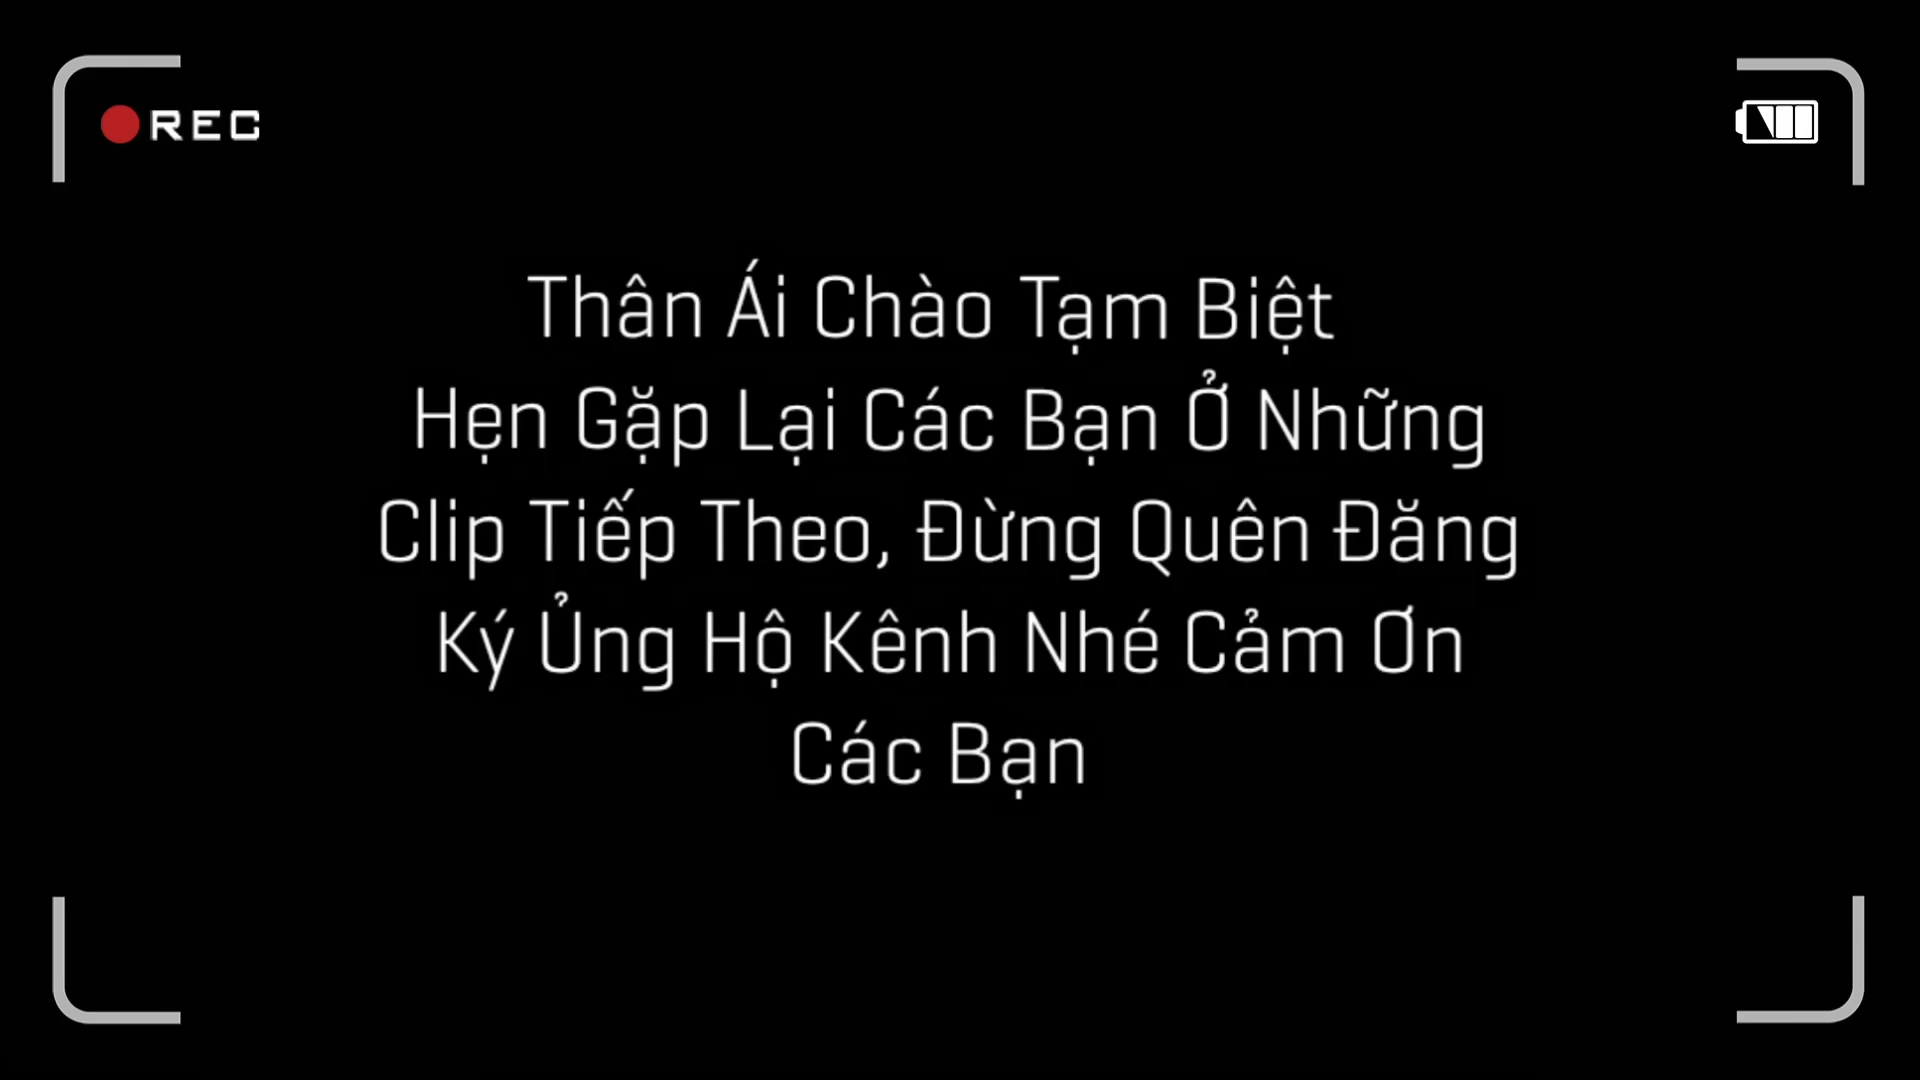 REC
Thân Ái Chào Tạm Biệt
Hẹn Gặp Lại Các Bạn Ở Những
Clip Tiếp Theo, Đừng Quên Đăng
Ký Ủng Hộ Kênh Nhé Cảm Ơn
Các Bạn